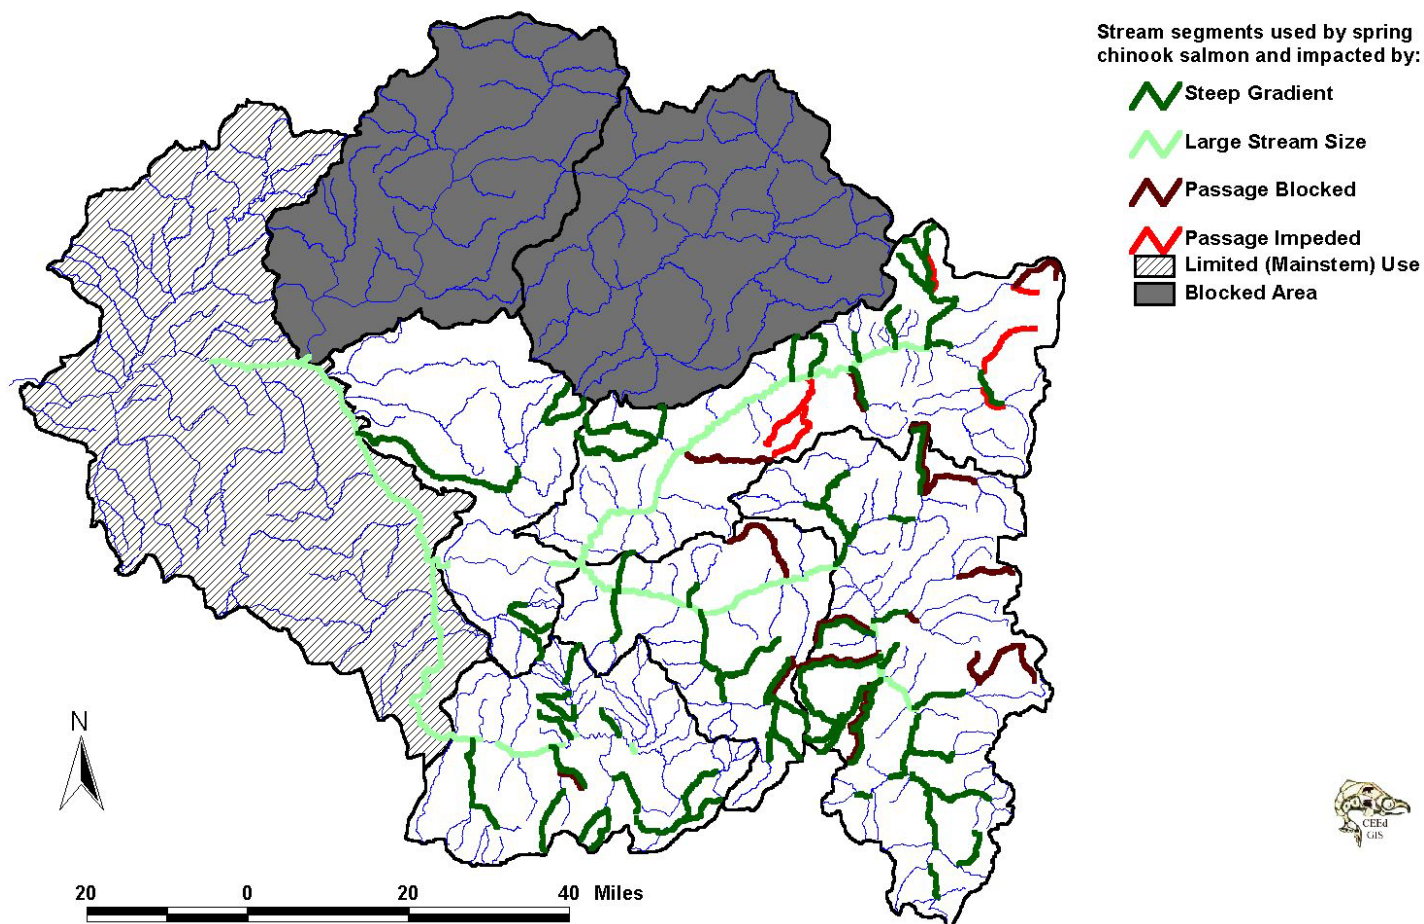 Stream segments used by spring
chinook salmon and impacted by:
Steep Gradient
Large Stream Size
Passage Blocked
Passage Impeded
Limited (Mainstem) Use
Blocked Area
N
CEEd
GIS
20 0 20 40 Miles